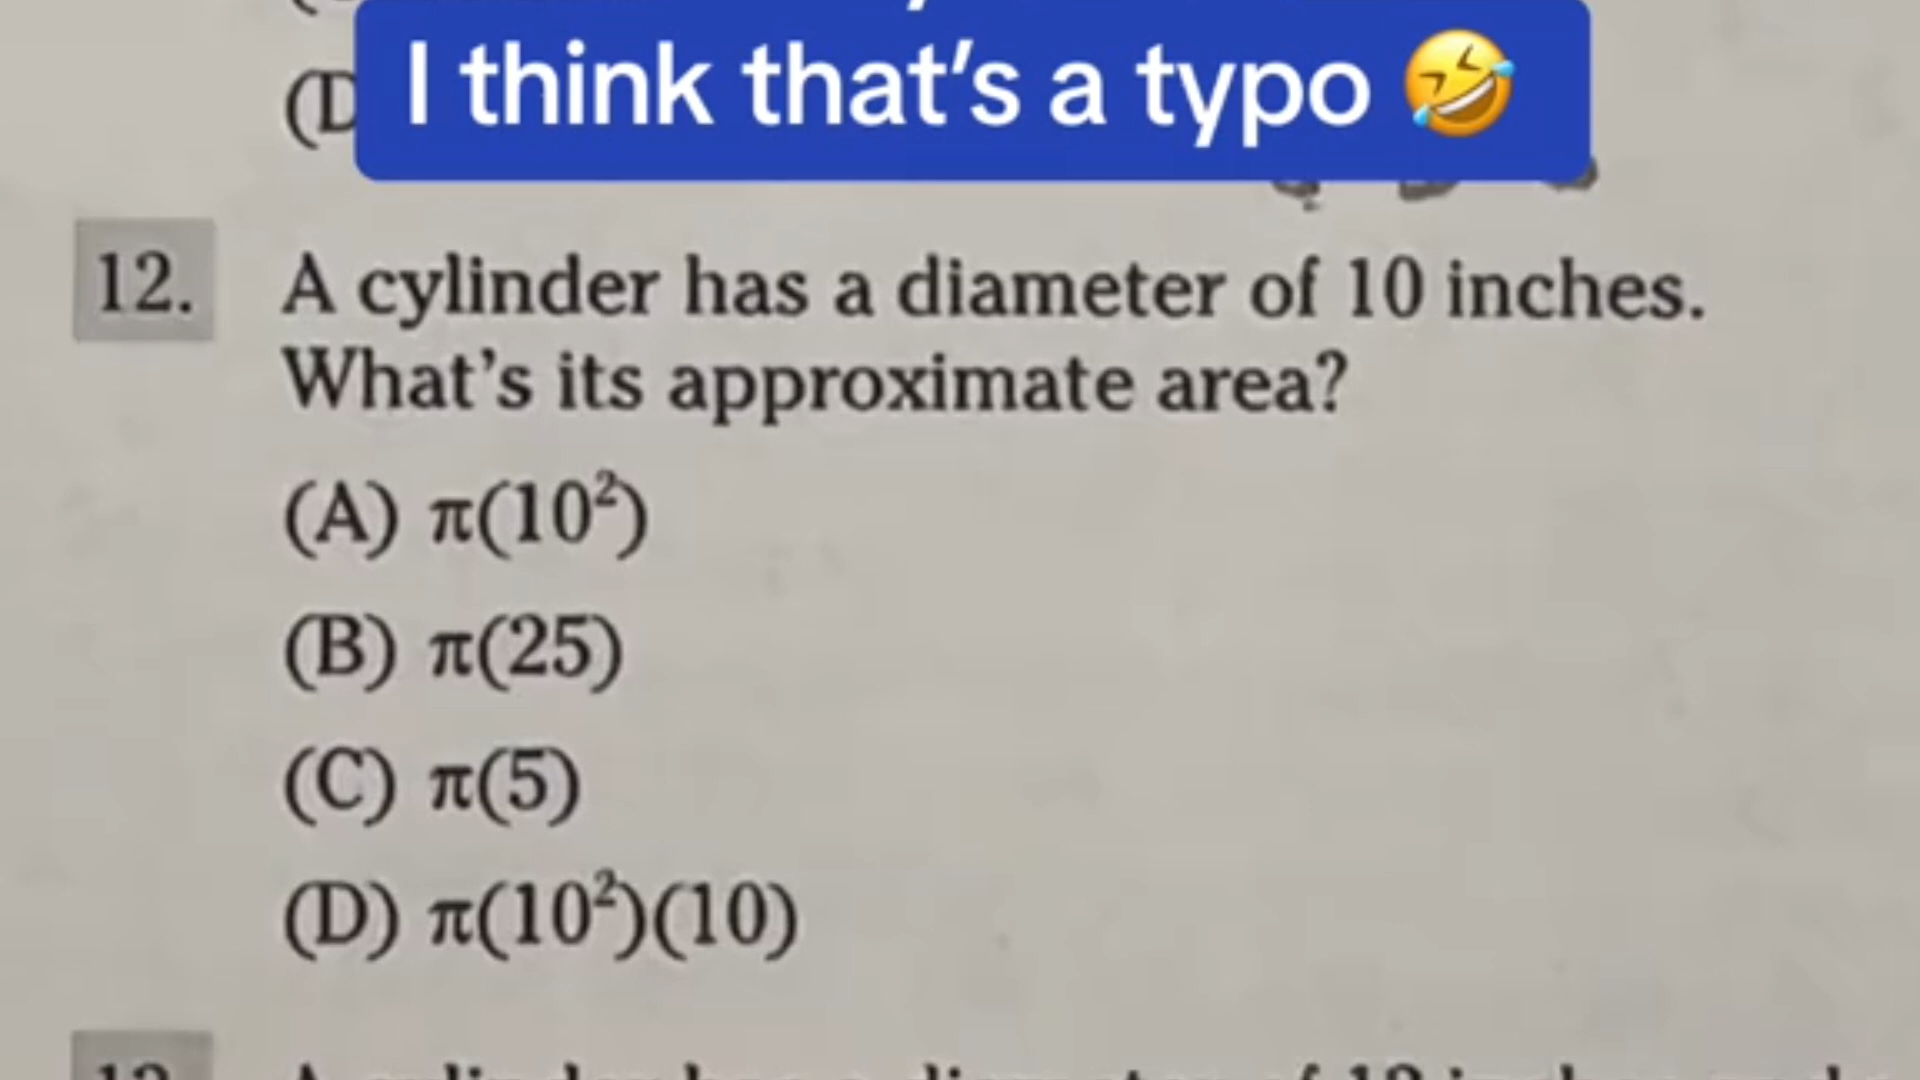 I think that’s a typo 🤣
12. A cylinder has a diameter of 10 inches.
What's its approximate area?
(A) π(10²)
(B) π(25)
(C) π(5)
(D) π(10²)(10)